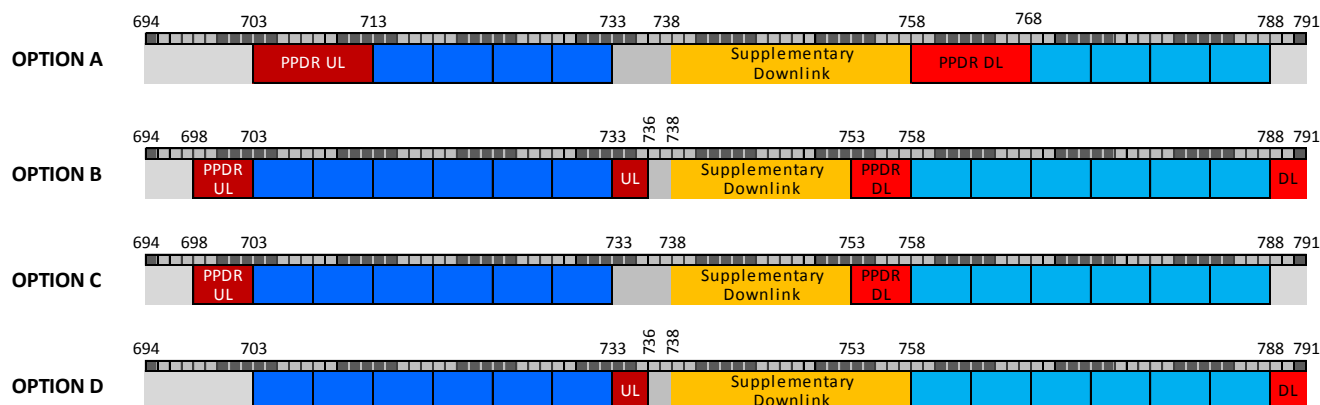 694 703 713 733 738 758 768 788 791
OPTION A
PPDR UL
Supplementary
Downlink
PPDR DL
694 698 703 733 736 738 753 758 788 791
OPTION B
PPDR
UL
UL
Supplementary
Downlink
PPDR
DL
DL
694 698 703 733 738 753 758 788 791
OPTION C
PPDR
UL
Supplementary
Downlink
PPDR
DL
694 703 733 736 738 753 758 788 791
OPTION D
UL
Supplementary
Downlink
DL